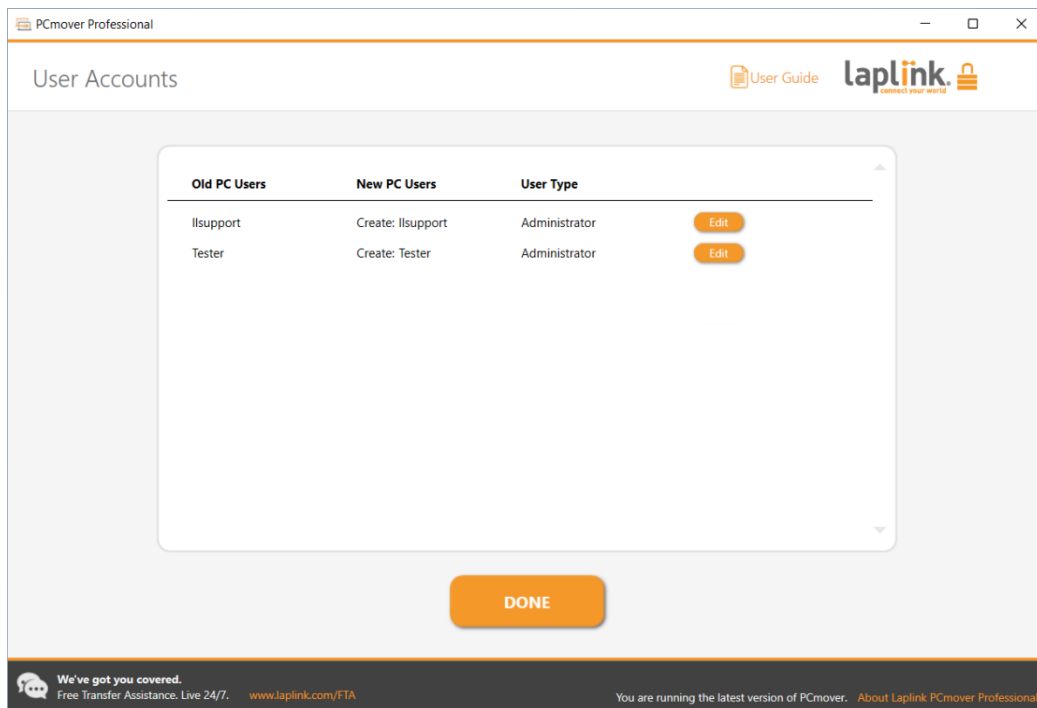 PCmover Professional
User Accounts
User Guide
laplink.
connect your world
Old PC Users New PC Users User Type
llsupport Create: llsupport Administrator Edit
Tester Create: Tester Administrator Edit
DONE
We've got you covered.
Free Transfer Assistance. Live 24/7. www.laplink.com/FTA
You are running the latest version of PCmover. About Laplink PCmover Professional